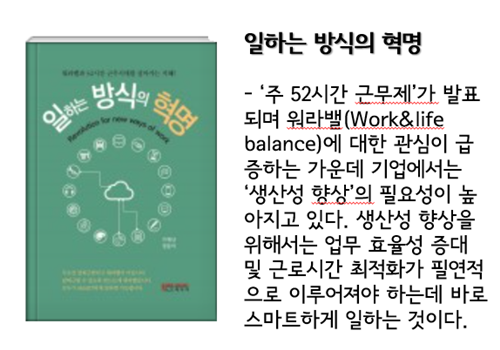 일하는 방식의 혁명
Revolution for new ways of work
일하는 방식의 혁명
- ‘주 52시간 근무제’가 발표
되며 워라밸(Work&life
balance)에 대한 관심이 급
증하는 가운데 기업에서는
‘생산성 향상’의 필요성이 높
아지고 있다. 생산성 향상을
위해서는 업무 효율성 증대
및 근로시간 최적화가 필연적
으로 이루어져야 하는데 바로
스마트하게 일하는 것이다.